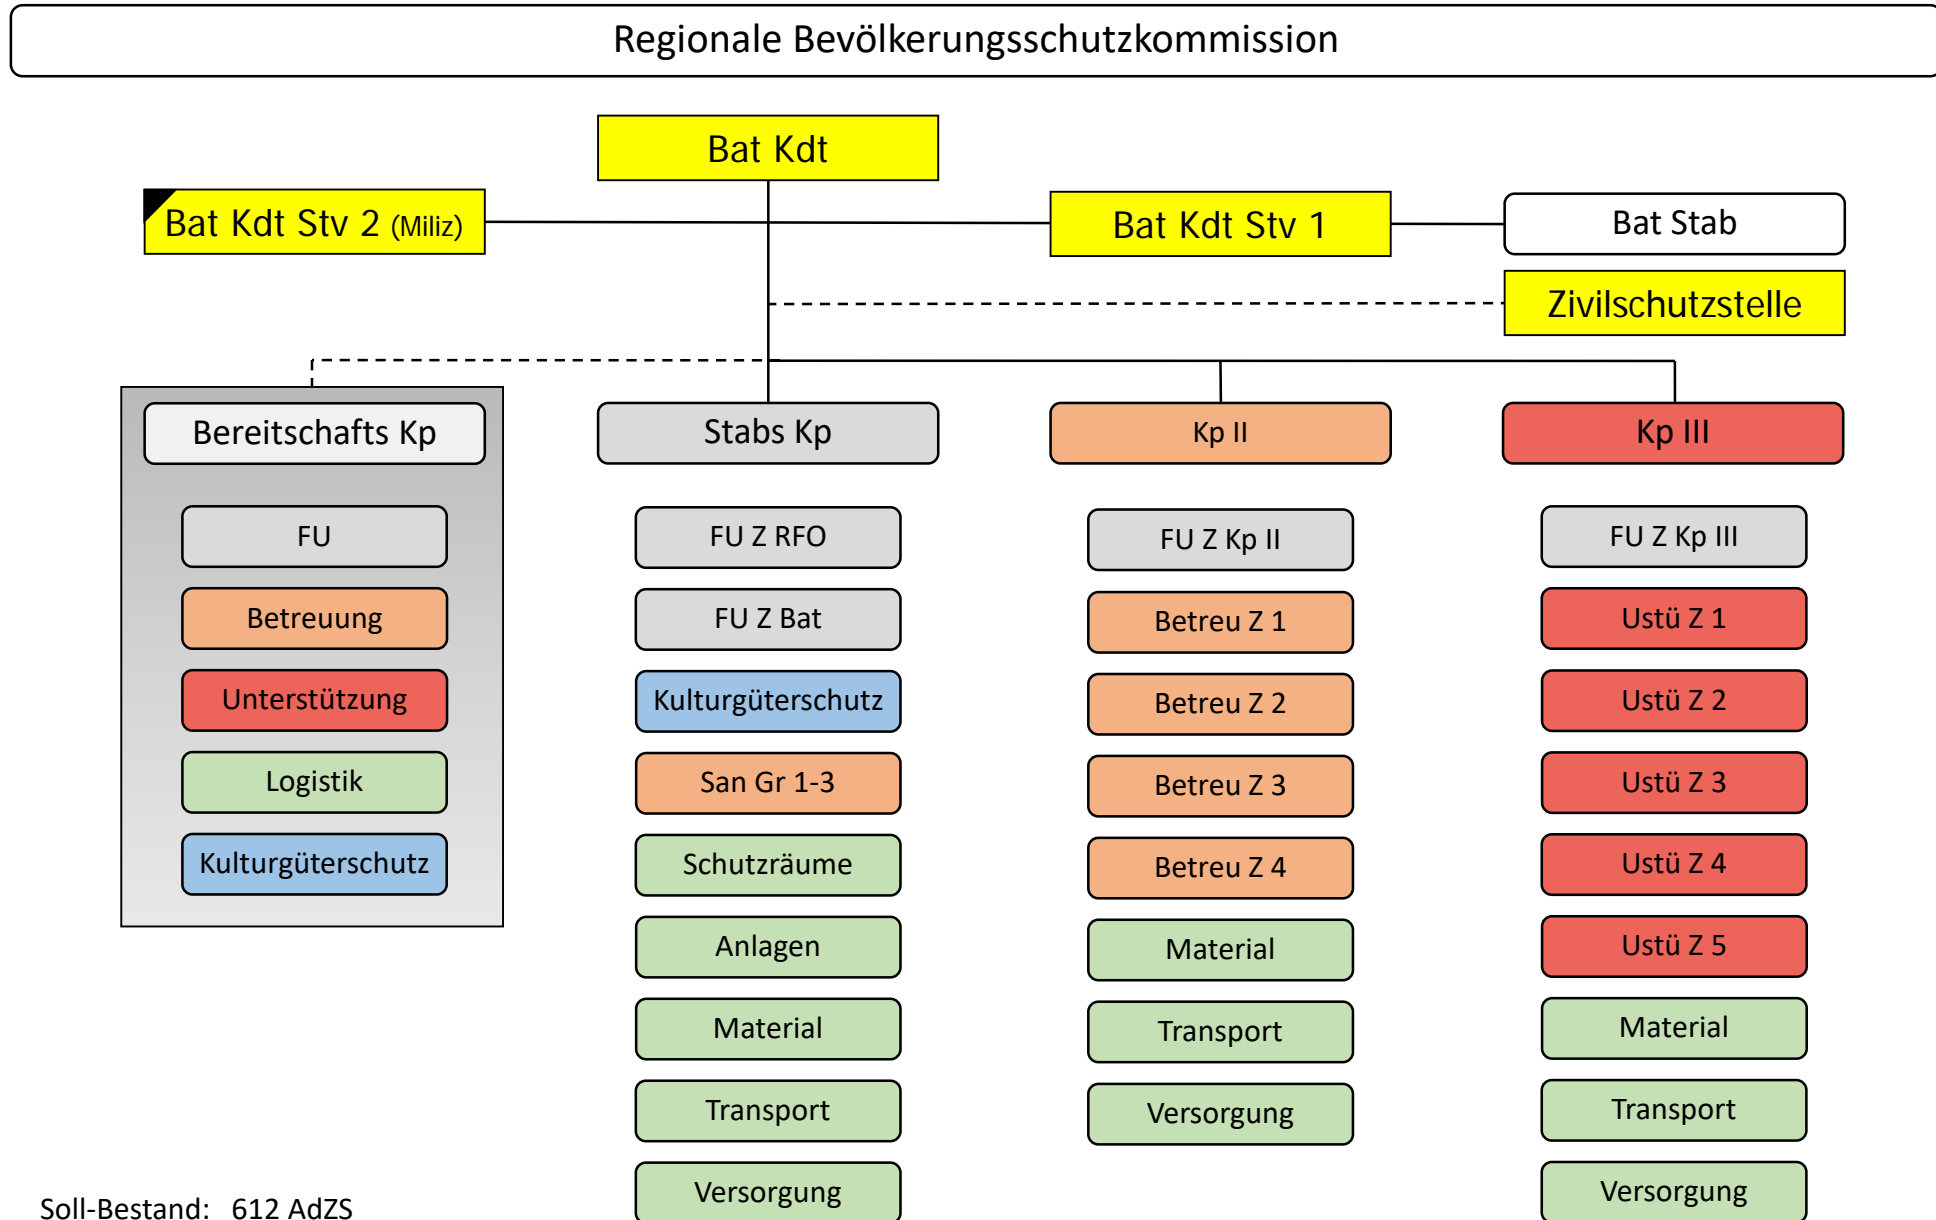 Regionale Bevölkerungsschutzkommission
Bat Kdt
Bat Kdt Stv 2 (Miliz)
Bat Kdt Stv 1
Bat Stab
Zivilschutzstelle
Bereitschafts Kp
FU
Betreuung
Unterstützung
Logistik
Kulturgüterschutz
Stabs Kp
FU Z RFO
FU Z Bat
Kulturgüterschutz
San Gr 1-3
Schutzräume
Anlagen
Material
Transport
Versorgung
Kp II
FU Z Kp II
Betreu Z 1
Betreu Z 2
Betreu Z 3
Betreu Z 4
Material
Transport
Versorgung
Kp III
FU Z Kp III
Ustü Z 1
Ustü Z 2
Ustü Z 3
Ustü Z 4
Ustü Z 5
Material
Transport
Versorgung
Soll-Bestand: 612 AdZS